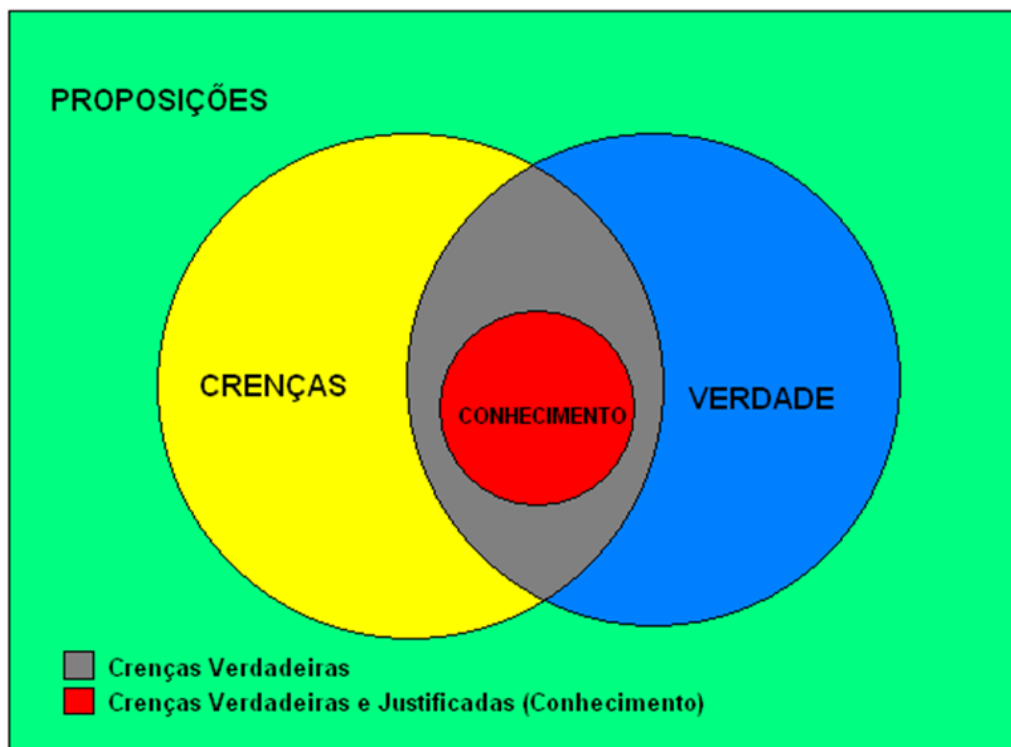 PROPOSIÇÕES
CRENÇAS
CONHECIMENTO
VERDADE
Crenças Verdadeiras
Crenças Verdadeiras e Justificadas (Conhecimento)